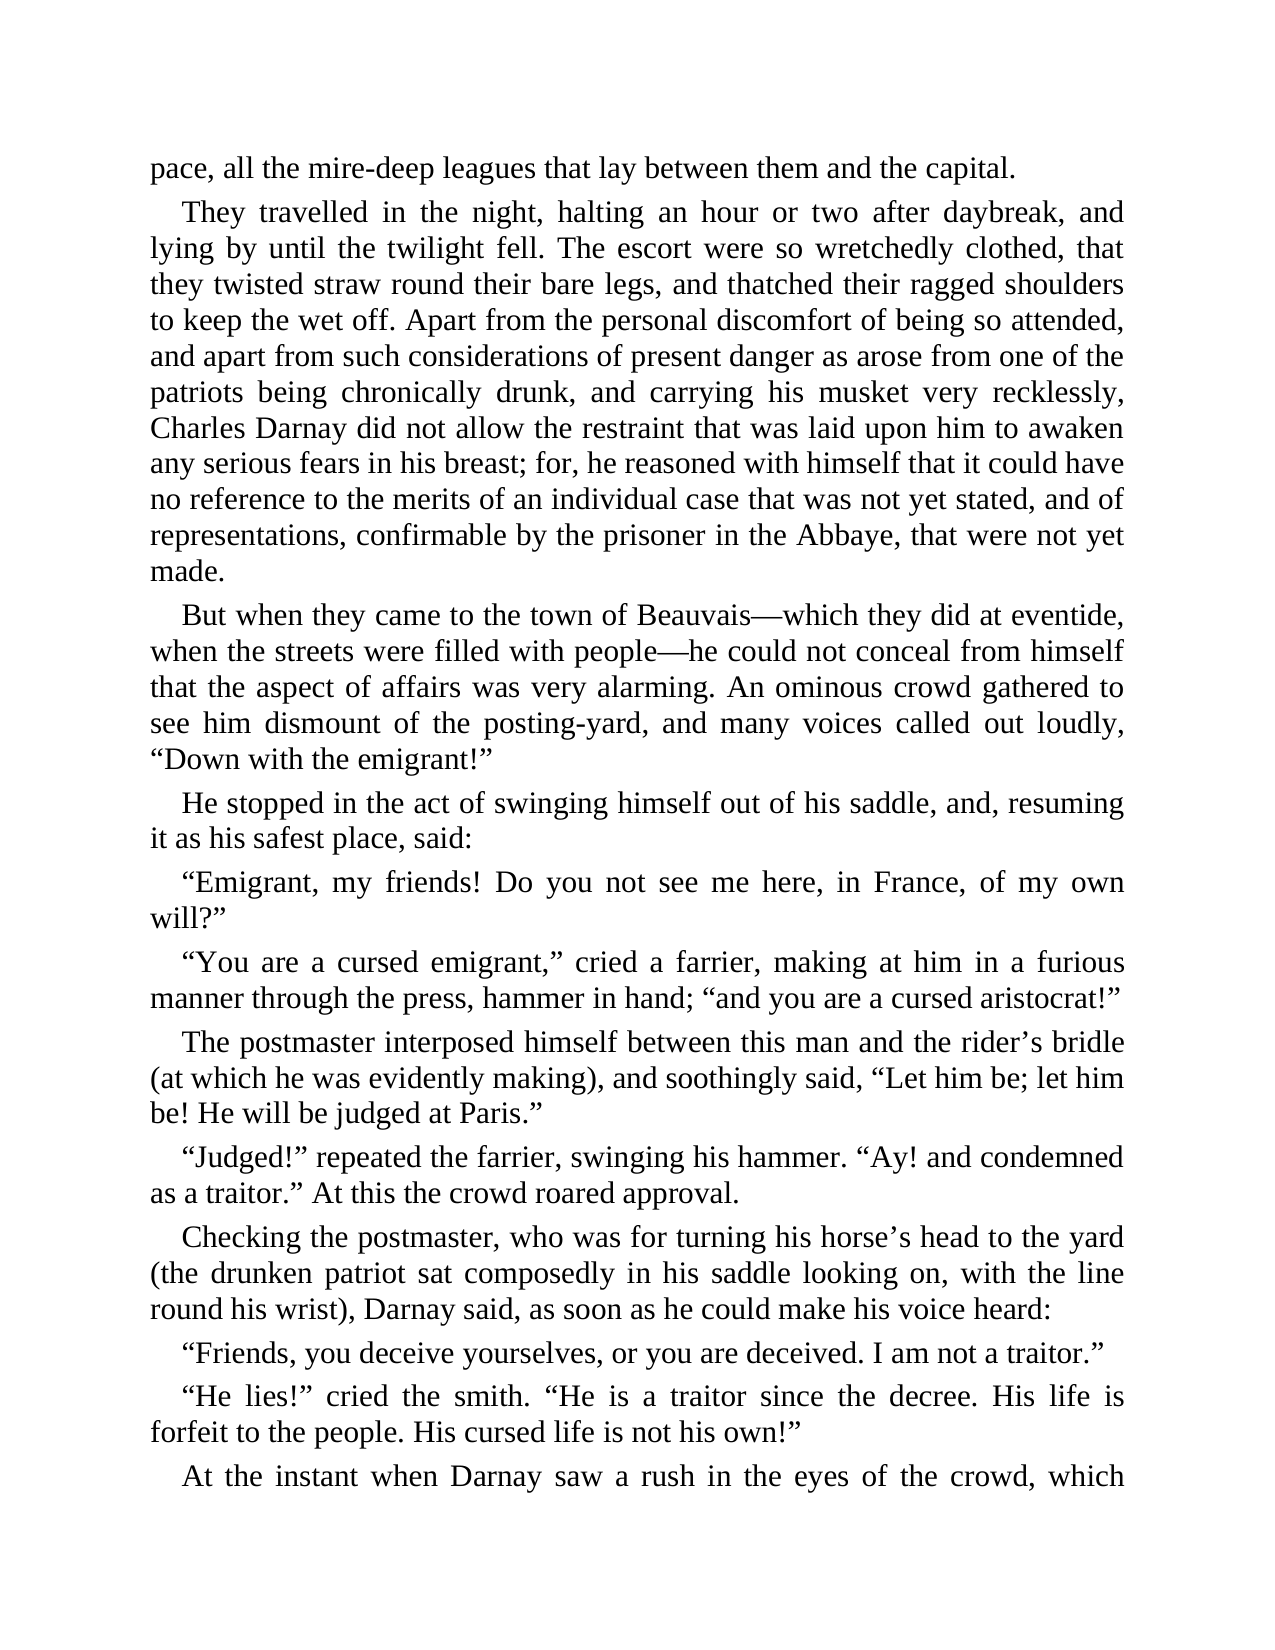 pace, all the mire-deep leagues that lay between them and the capital.
They travelled in the night, halting an hour or two after daybreak, and
lying by until the twilight fell. The escort were so wretchedly clothed, that
they twisted straw round their bare legs, and thatched their ragged shoulders
to keep the wet off. Apart from the personal discomfort of being so attended,
and apart from such considerations of present danger as arose from one of the
patriots being chronically drunk, and carrying his musket very recklessly,
Charles Darnay did not allow the restraint that was laid upon him to awaken
any serious fears in his breast; for, he reasoned with himself that it could have
no reference to the merits of an individual case that was not yet stated, and of
representations, confirmable by the prisoner in the Abbaye, that were not yet
made.
But when they came to the town of Beauvais—which they did at eventide,
when the streets were filled with people—he could not conceal from himself
that the aspect of affairs was very alarming. An ominous crowd gathered to
see him dismount of the posting-yard, and many voices called out loudly,
“Down with the emigrant!”
He stopped in the act of swinging himself out of his saddle, and, resuming
it as his safest place, said:
“Emigrant, my friends! Do you not see me here, in France, of my own
will?”
“You are a cursed emigrant,” cried a farrier, making at him in a furious
manner through the press, hammer in hand; “and you are a cursed aristocrat!”
The postmaster interposed himself between this man and the rider’s bridle
(at which he was evidently making), and soothingly said, “Let him be; let him
be! He will be judged at Paris.”
“Judged!” repeated the farrier, swinging his hammer. “Ay! and condemned
as a traitor.” At this the crowd roared approval.
Checking the postmaster, who was for turning his horse’s head to the yard
(the drunken patriot sat composedly in his saddle looking on, with the line
round his wrist), Darnay said, as soon as he could make his voice heard:
“Friends, you deceive yourselves, or you are deceived. I am not a traitor.”
“He lies!” cried the smith. “He is a traitor since the decree. His life is
forfeit to the people. His cursed life is not his own!”
At the instant when Darnay saw a rush in the eyes of the crowd, which